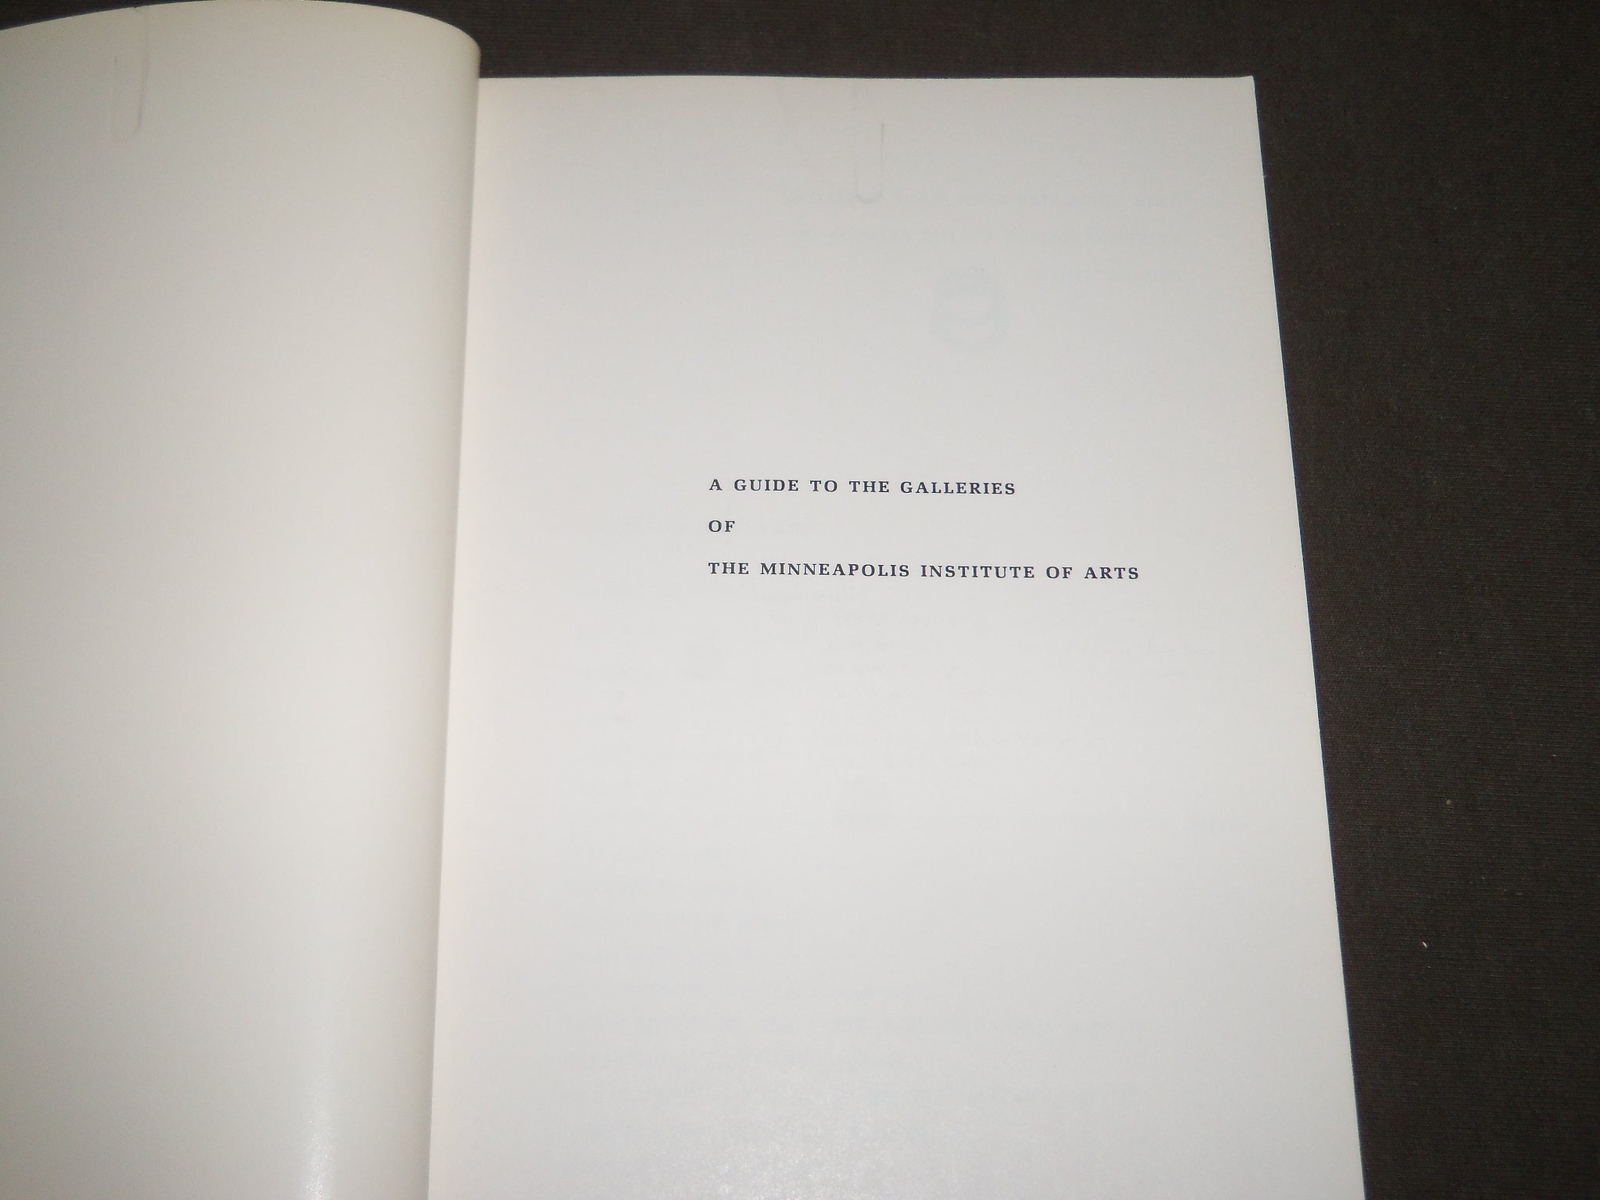 A GUIDE TO THE GALLERIES
OF
THE MINNEAPOLIS INSTITUTE OF ARTS